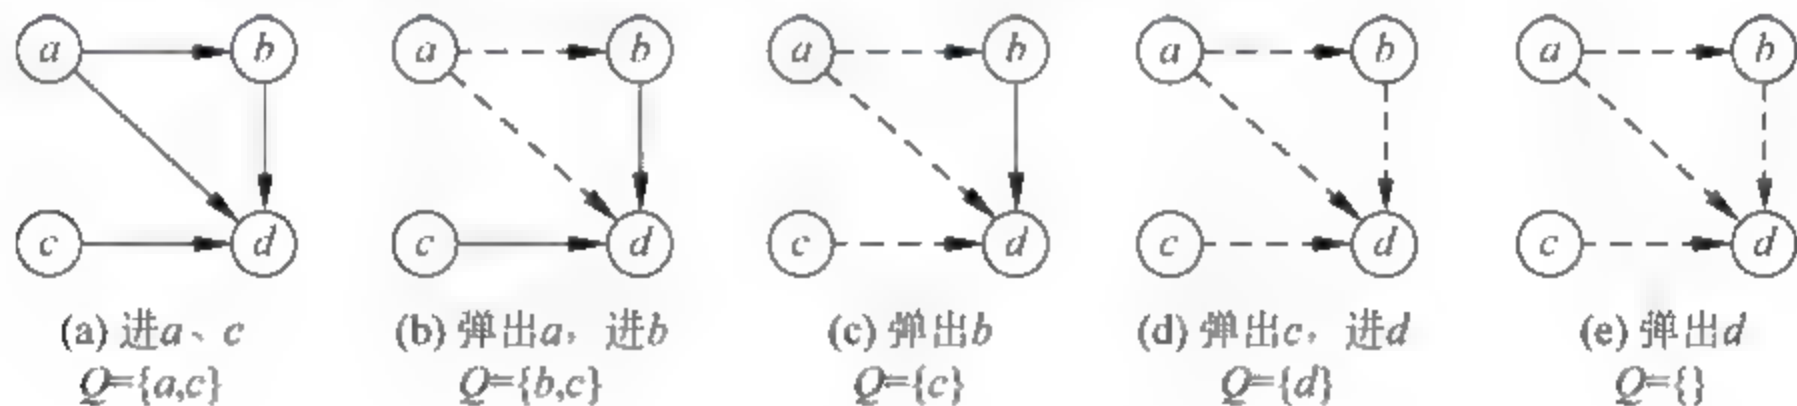 a b a b a b a b a b
c d c d c d c d c d
(a) 进a、c (b) 弹出a，进b (c) 弹出b (d) 弹出c，进d (e) 弹出d
Q={a,c} Q={b,c} Q={c} Q={d} Q={}